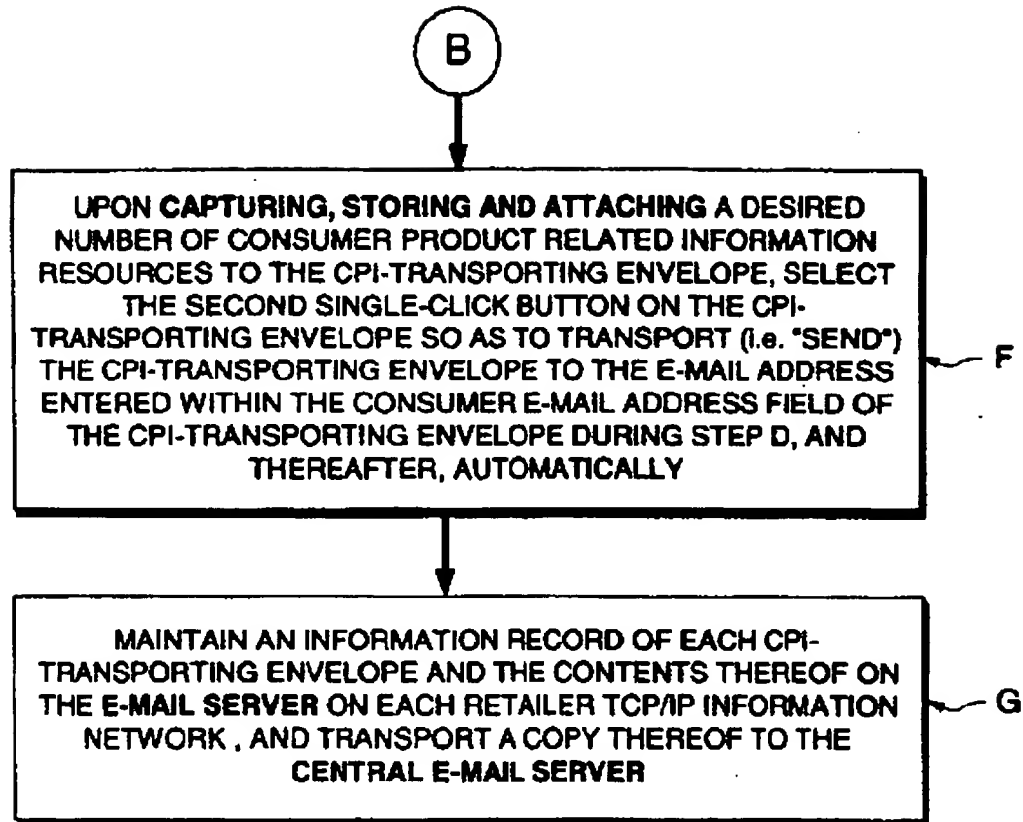 B
UPON CAPTURING, STORING AND ATTACHING A DESIRED
NUMBER OF CONSUMER PRODUCT RELATED INFORMATION
RESOURCES TO THE CPI-TRANSPORTING ENVELOPE, SELECT
THE SECOND SINGLE-CLICK BUTTON ON THE CPI-
TRANSPORTING ENVELOPE SO AS TO TRANSPORT (i.e. "SEND")
THE CPI-TRANSPORTING ENVELOPE TO THE E-MAIL ADDRESS
ENTERED WITHIN THE CONSUMER E-MAIL ADDRESS FIELD OF
THE CPI-TRANSPORTING ENVELOPE DURING STEP D, AND
THEREAFTER, AUTOMATICALLY
F
MAINTAIN AN INFORMATION RECORD OF EACH CPI-
TRANSPORTING ENVELOPE AND THE CONTENTS THEREOF ON
THE E-MAIL SERVER ON EACH RETAILER TCP/IP INFORMATION
NETWORK , AND TRANSPORT A COPY THEREOF TO THE
CENTRAL E-MAIL SERVER
G